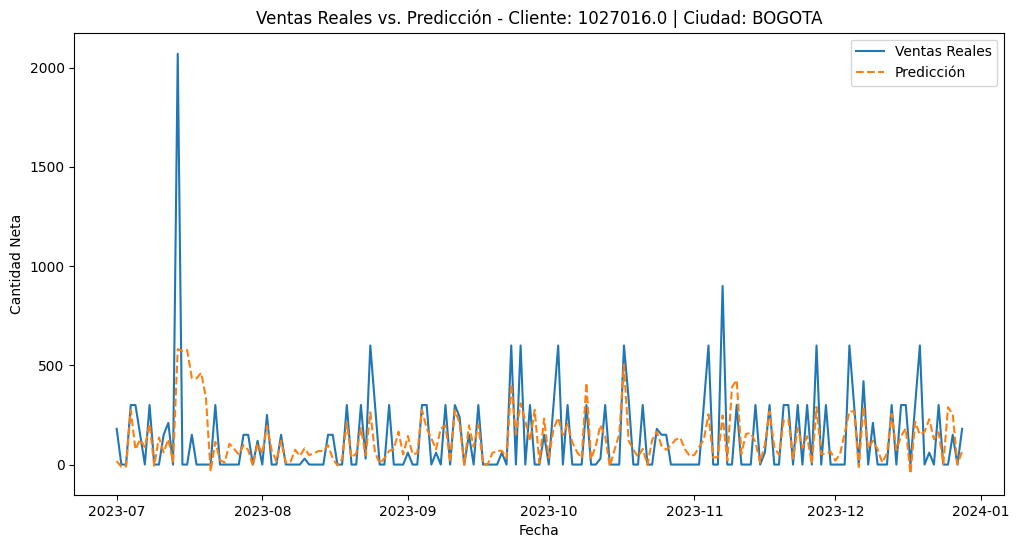 Ventas Reales vs. Predicción - Cliente: 1027016.0 | Ciudad: BOGOTA
Ventas Reales
Predicción
Cantidad Neta
2000
1500
1000
500
0
2023-07
2023-08
2023-09
2023-10
2023-11
2023-12
2024-01
Fecha